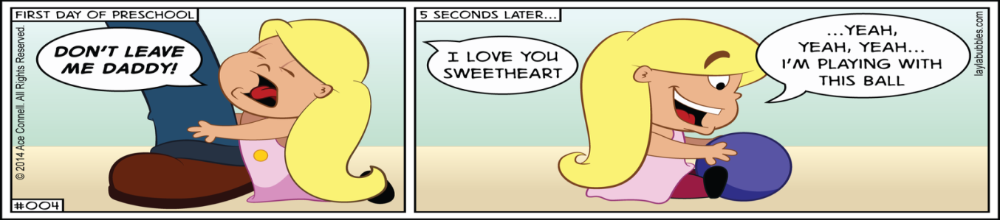 FIRST DAY OF PRESCHOOL
DON'T LEAVE
ME DADDY!
© 2014 Ace Connell. All Rights Reserved.
#004
5 SECONDS LATER...
I LOVE YOU
SWEETHEART
...YEAH,
YEAH, YEAH...
I'M PLAYING WITH
THIS BALL
laylabubbles.com